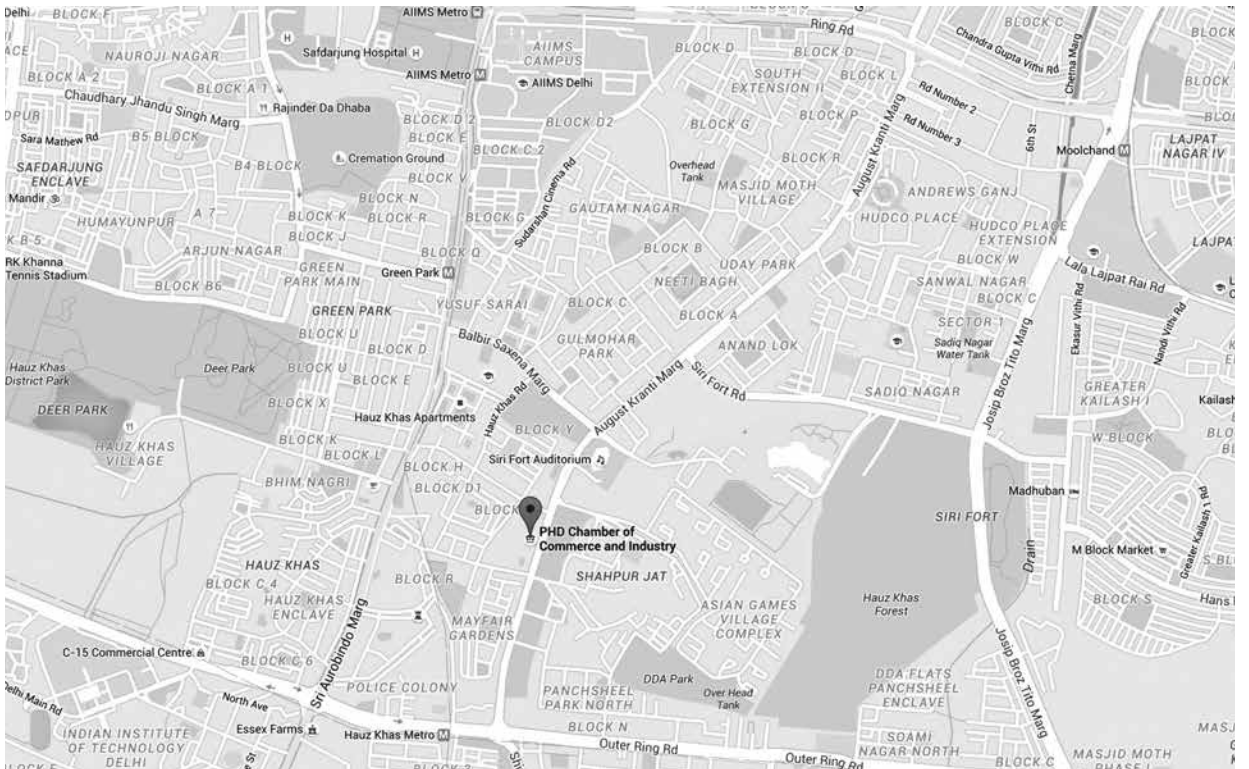 Delhi
BLOCK F
NAUROJI NAGAR
BLOCK A 2
BLOCK A 1
Chaudhary Jhandu Singh Marg
Rajinder Da Dhaba
Sara Mathew Rd
B5 BLOCK
SAFDARJUNG
ENCLAVE
B4 BLOCK
Mandir
A 7
HUMAYUNPUR
K B-5
ARJUN NAGAR
RK Khanna
Tennis Stadium
BLOCK B6
Safdarjung Hospital
AIIMS Metro
AIIMS Metro
AIIMS
CAMPUS
AIIMS Delhi
BLOCK D 2
BLOCK E
BLOCK C 2
BLOCK V
BLOCK D2
Cremation Ground
BLOCK N
BLOCK K
BLOCK R
BLOCK J
BLOCK G
BLOCK Q
GREEN
PARK MAIN
Green Park
GREEN PARK
BLOCK U
BLOCK D
BLOCK U
BLOCK E
BLOCK X
BLOCK K
BLOCK L
Ring Rd
BLOCK D
SOUTH
EXTENSION II
BLOCK L
BLOCK P
BLOCK G
BLOCK R
Overhead
Tank
MASJID MOTH
VILLAGE
August Kranti Marg
Sudarshan Cinema Rd
GAUTAM NAGAR
BLOCK B
UDAY PARK
NEETI BAGH
BLOCK C
BLOCK A
YUSUF SARAI
GULMOHAR
PARK
ANAND LOK
Balbir Saxena Marg
August Kranti Marg
Siri Fort Rd
BLOCK C
Chandra Gupta Vithi Rd
Chetna Marg
Rd Number 2
Rd Number 3
6th St
Moolchand
LAJPAT
NAGAR IV
ANDREWS GANJ
HUDCO PLACE
HUDCO PLACE
EXTENSION
BLOCK W
SANWAL NAGAR
BLOCK C
SECTOR 1
Sadiq Nagar
Water Tank
SADIQ NAGAR
Lala Lajpat Rai Rd
Ekasur Vithi Rd
Nandi Vithi Rd
Josip Broz Tito Marg
GREATER
KAILASH I
Kailash
W BLOCK
Hauz Khas
District Park
Deer Park
DEER PARK
HAUZ KHAS
VILLAGE
BHIM NAGRI
Hauz Khas Apartments
Hauz Khas Rd
BLOCK Y
BLOCK H
BLOCK D1
Siri Fort Auditorium
PHD Chamber of
Commerce and Industry
SHAHPUR JAT
ASIAN GAMES
VILLAGE
COMPLEX
SIRI FORT
Drain
Hauz Khas
Forest
Madhuban
M Block Market
Greater Kailash 1 Rd
BLOCK S
HAUZ KHAS
BLOCK C 4
HAUZ KHAS
ENCLAVE
BLOCK R
MAYFAIR
GARDENS
Sri Aurobindo Marg
C-15 Commercial Centre
BLOCK C 6
POLICE COLONY
North Ave
Essex Farms
Hauz Khas Metro
INDIAN INSTITUTE
OF TECHNOLOGY
DELHI
Delhi Main Rd
DDA Park
Over Head
Tank
PANCHSHEEL
PARK NORTH
BLOCK N
Outer Ring Rd
Outer Ring Rd
DDA FLATS
PANCHSHEEL
ENCLAVE
SOAMI
NAGAR NORTH
BLOCK C
Josip Broz Tito Marg
MASJID MOTH